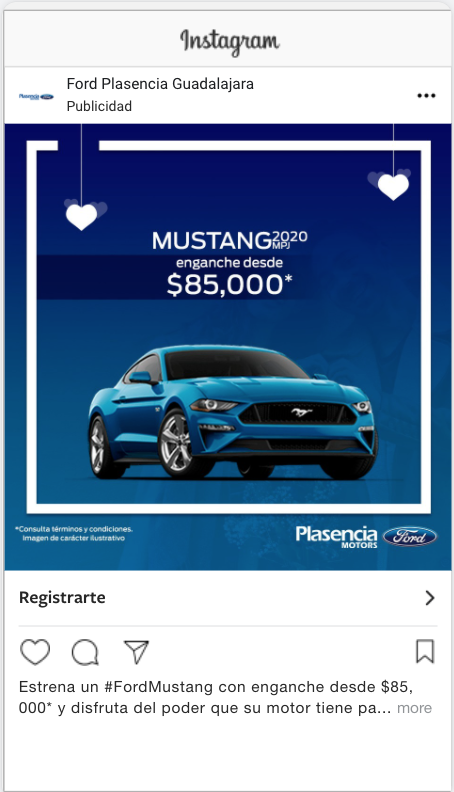 Instagram
Plasencia Ford
Ford Plasencia Guadalajara
Publicidad
MUSTANG 2020
MPJ
enganche desde
$85,000*
*Consulta términos y condiciones.
Imagen de carácter ilustrativo
Plasencia
MOTORS
Ford
Registrarte
Estrena un #FordMustang con enganche desde $85,
000* y disfruta del poder que su motor tiene pa... more